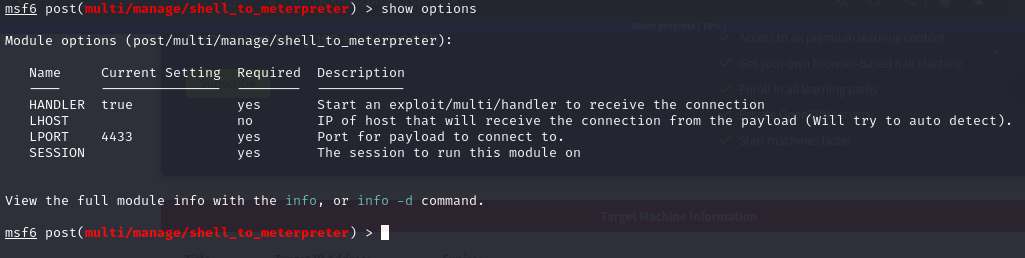 msf6 post(multi/manage/shell_to_meterpreter) > show options
Room progress ( 76% )
Module options (post/multi/manage/shell_to_meterpreter):
Access to all premium learning content
Name Current Setting Required Description
Get your own browser-based Kali Machine
HANDLER true yes Start an exploit/multi/handler to receive the connection
Enroll in all learning paths
LHOST no IP of host that will receive the connection from the payload (Will try to auto detect).
LPORT 4433 yes Port for payload to connect to.
Start machines faster
SESSION yes The session to run this module on
View the full module info with the info, or info -d command.
Target Machine Information
msf6 post(multi/manage/shell_to_meterpreter) >